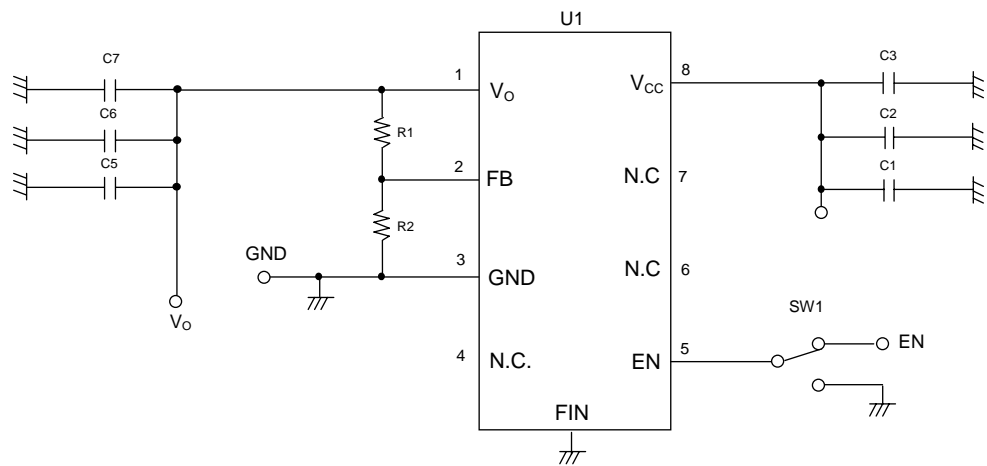 U1
C7
C3
1
8
VO
VCC
C6
R1
C2
C5
2
FB
N.C
7
C1
R2
GND
3
GND
N.C
6
VO
SW1
4
N.C.
EN
5
EN
FIN